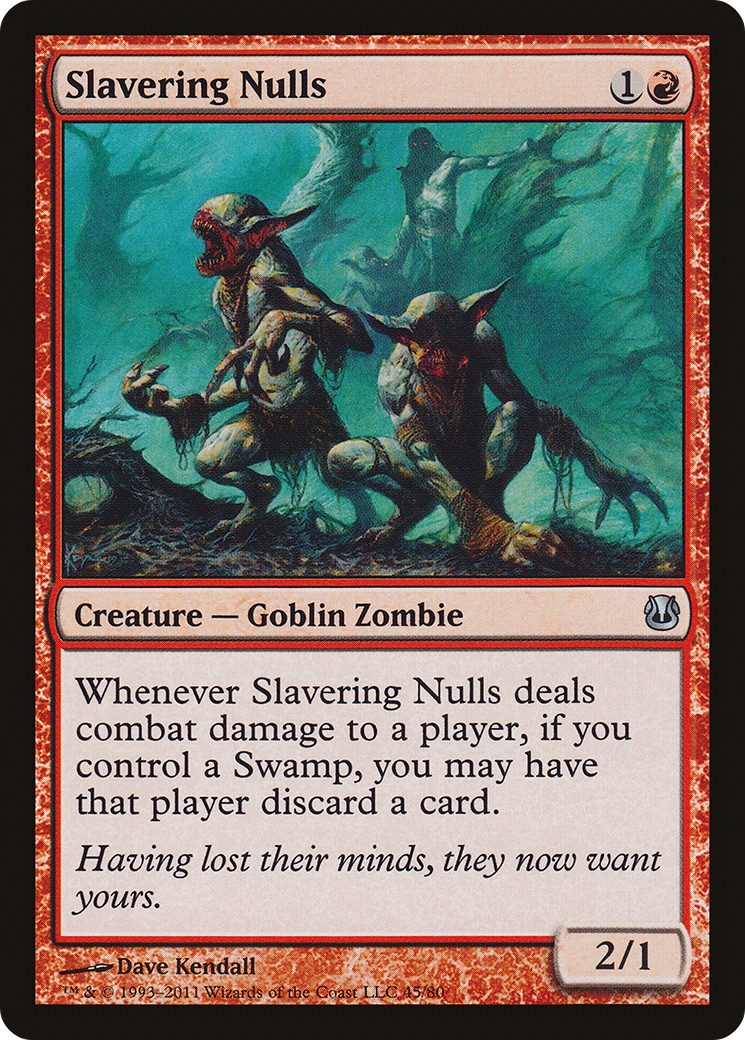 Slavering Nulls 1
Creature — Goblin Zombie
Whenever Slavering Nulls deals
combat damage to a player, if you
control a Swamp, you may have
that player discard a card.
Having lost their minds, they now want
yours.
2/1
Dave Kendall
™ & © 1993–2011 Wizards of the Coast LLC 45/80